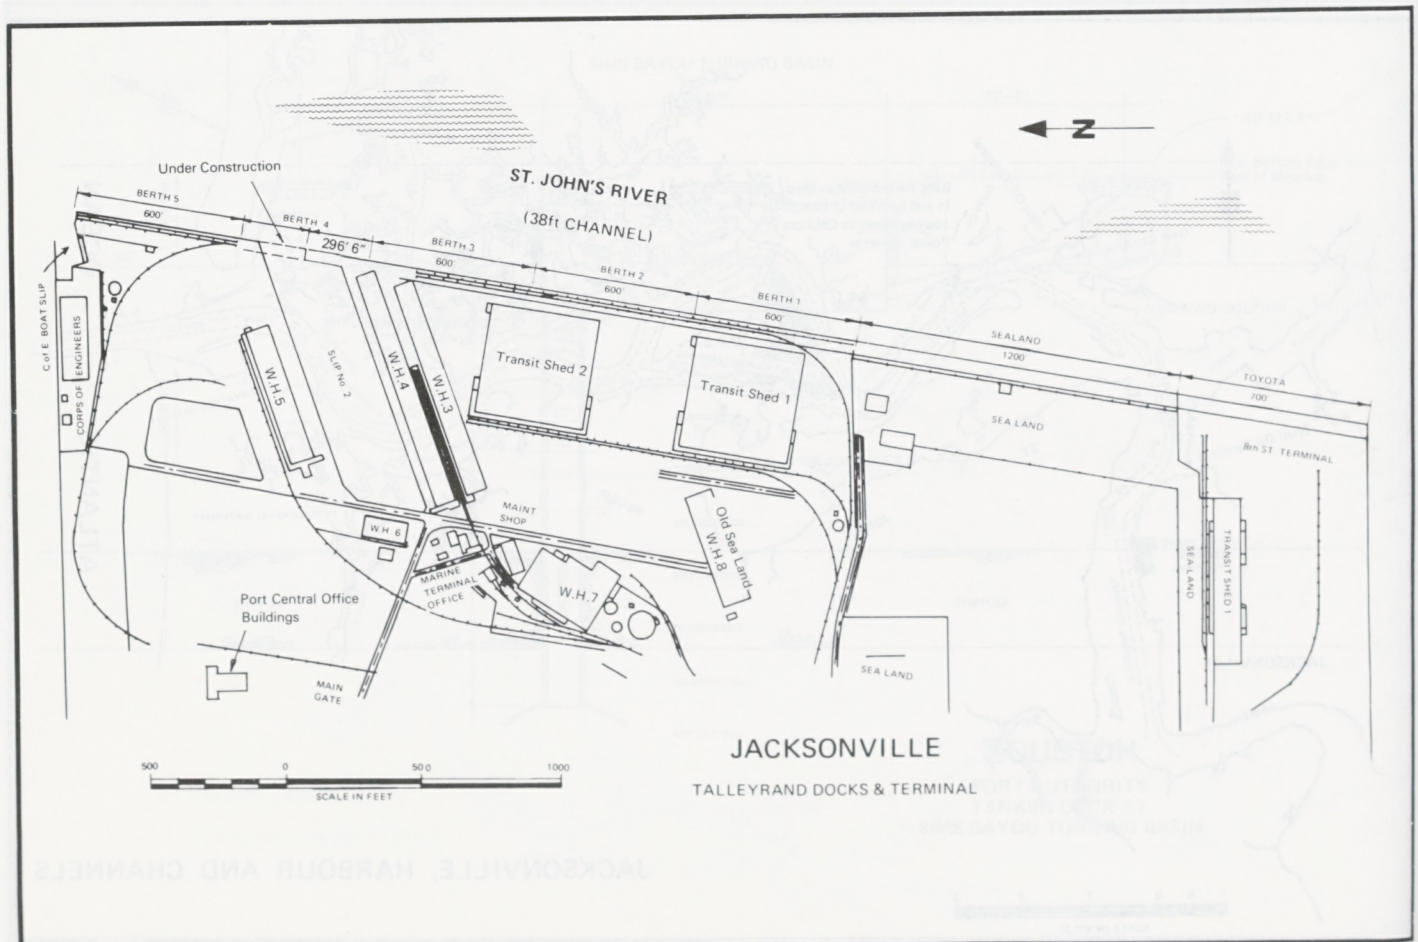 N
Under Construction
ST. JOHN'S RIVER
(38ft CHANNEL)
BERTH 5
600'
BERTH 4
296' 6"
BERTH 3
600'
BERTH 2
600'
BERTH 1
600'
SEALAND
1200'
TOYOTA
700'
C of E BOAT SLIP
CORPS OF ENGINEERS
W.H.5
SLIP No. 2
W.H.4
W.H.3
Transit Shed 2
Transit Shed 1
SEA LAND
8th ST. TERMINAL
W.H. 6
MAINT
SHOP
Old Sea Land
W.H.8
MARINE
TERMINAL
OFFICE
W.H.7
SEA LAND
TRANSIT SHED 1
Port Central Office
Buildings
MAIN
GATE
SEA LAND
JACKSONVILLE
TALLEYRAND DOCKS & TERMINAL
500 0 500 1000
SCALE IN FEET
JACKSONVILLE, HARBOUR AND CHANNELS